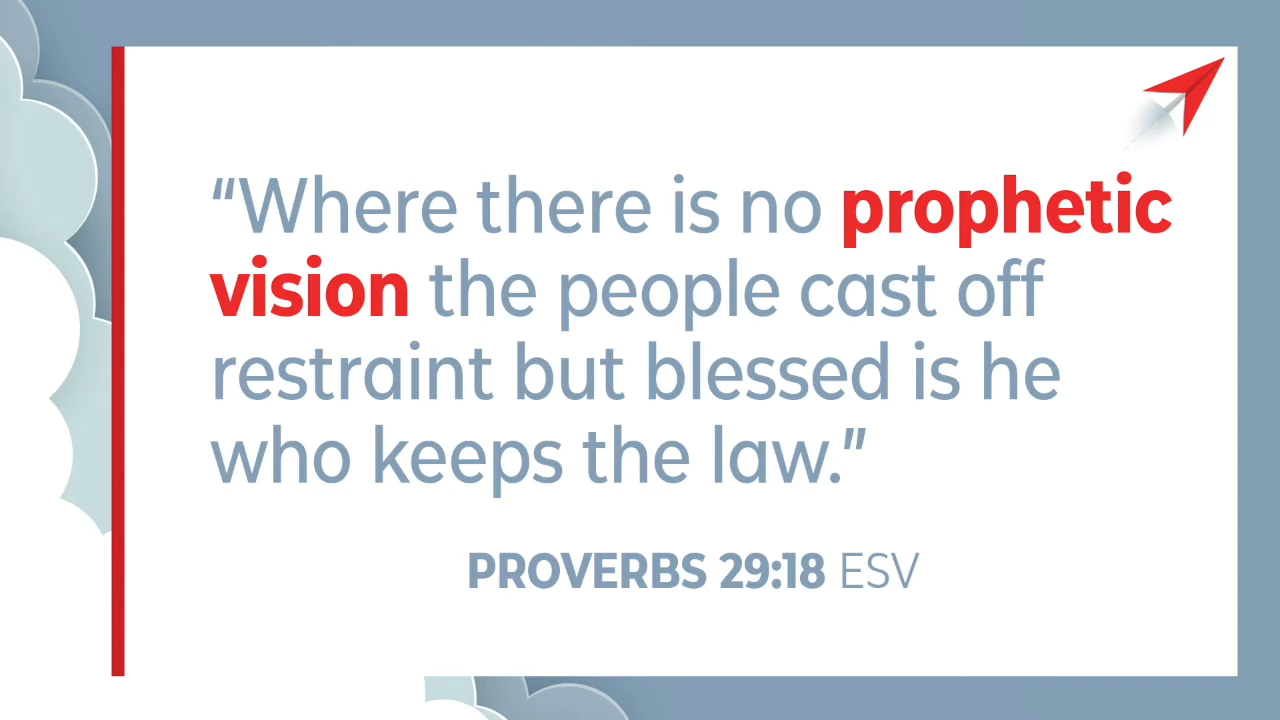 “Where there is no prophetic
vision the people cast off
restraint but blessed is he
who keeps the law.”
PROVERBS 29:18 ESV